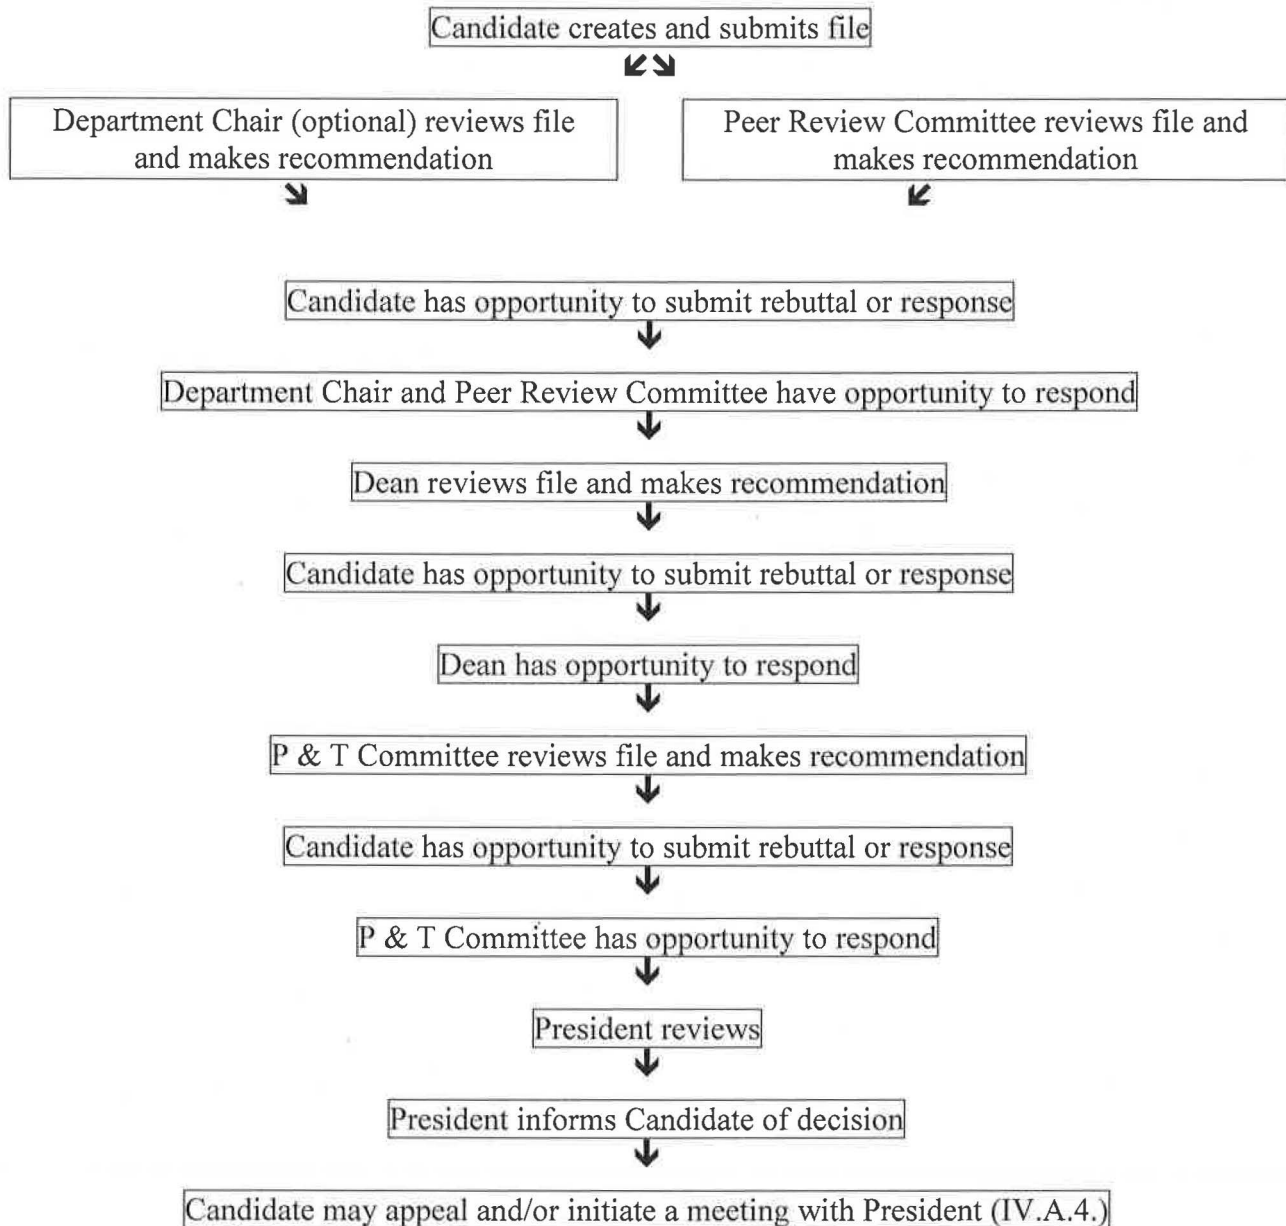 Candidate creates and submits file
Department Chair (optional) reviews file
and makes recommendation
Peer Review Committee reviews file and
makes recommendation
Candidate has opportunity to submit rebuttal or response
Department Chair and Peer Review Committee have opportunity to respond
Dean reviews file and makes recommendation
Candidate has opportunity to submit rebuttal or response
Dean has opportunity to respond
P & T Committee reviews file and makes recommendation
Candidate has opportunity to submit rebuttal or response
P & T Committee has opportunity to respond
President reviews
President informs Candidate of decision
Candidate may appeal and/or initiate a meeting with President (IV.A.4.)